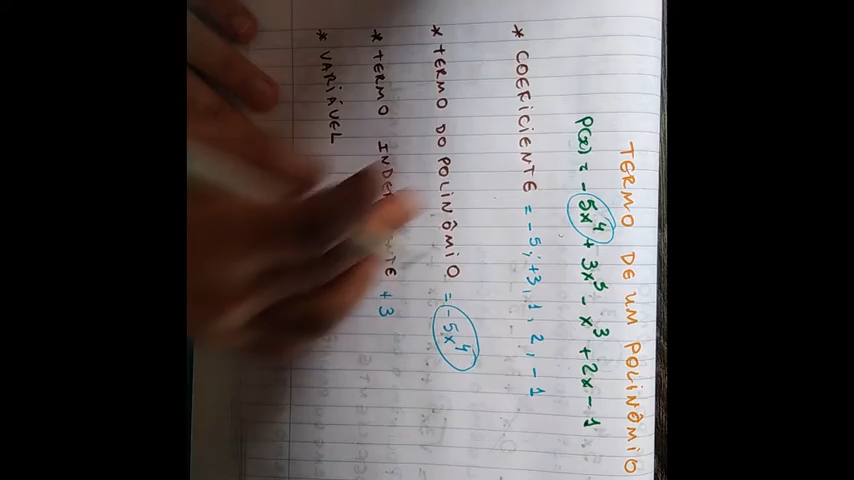 TERMO DE UM POLINÔMIO
P(x) = -5x⁴ + 3x⁵ - x³ + 2x - 1
* COEFICIENTE = -5; +3, 1, 2, -1
* TERMO DO POLINÔMIO = -5x⁴
* TERMO +3
* VARIÁVEL